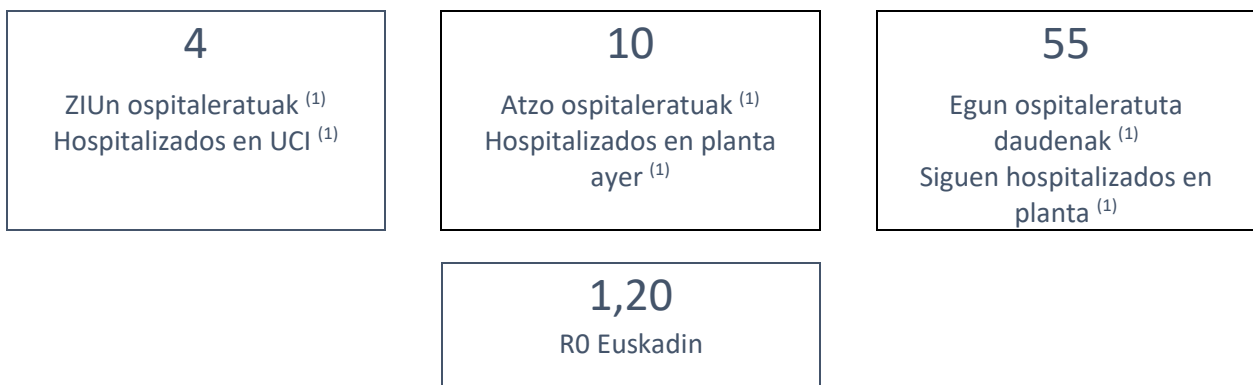 4
ZIUn ospitaleratuak (1)
Hospitalizados en UCI (1)
10
Atzo ospitaleratuak (1)
Hospitalizados en planta
ayer (1)
55
Egun ospitaleratuta
daudenak (1)
Siguen hospitalizados en
planta (1)
1,20
R0 Euskadin